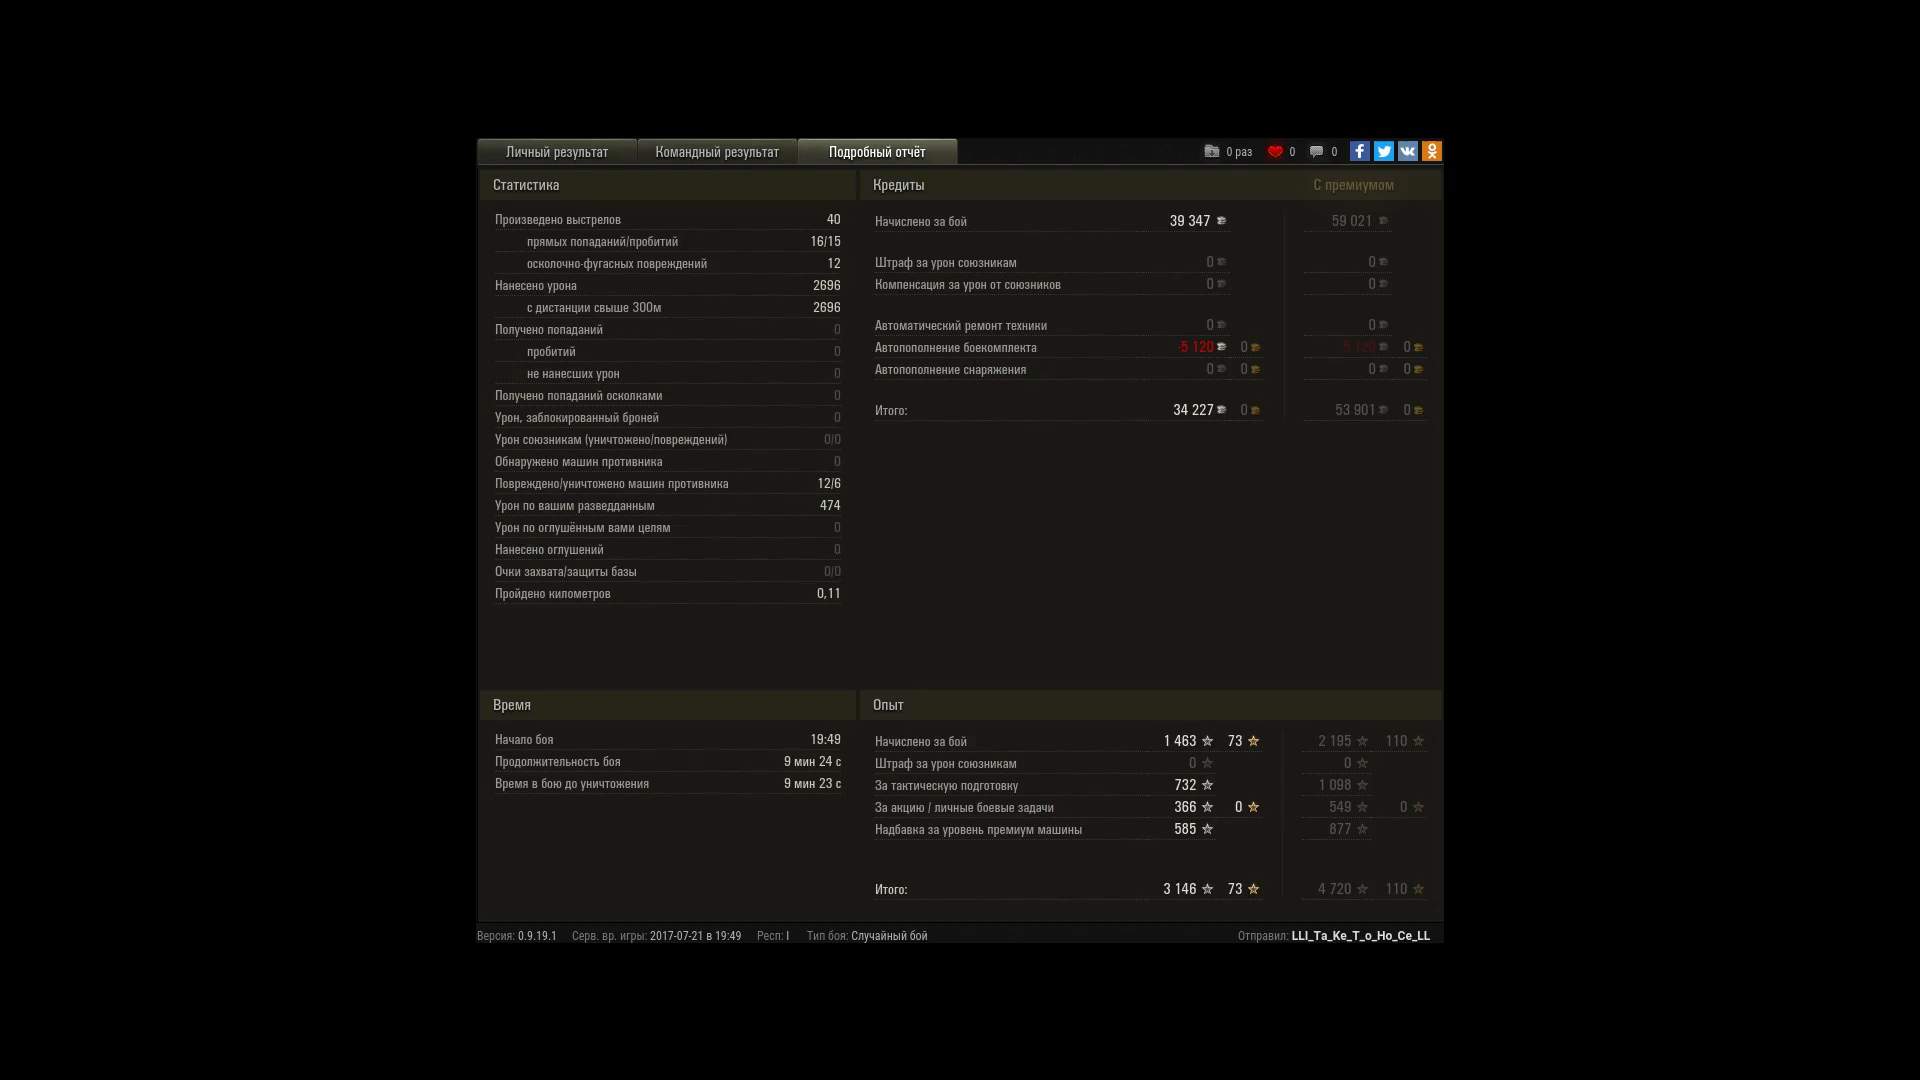 Личный результат Командный результат Подробный отчёт 0 раз 0 0
Статистика
Произведено выстрелов 40
прямых попаданий/пробитий 16/15
осколочно-фугасных повреждений 12
Нанесено урона 2696
с дистанции свыше 300м 2696
Получено попаданий 0
пробитий 0
не нанесших урон 0
Получено попаданий осколками 0
Урон, заблокированный броней 0
Урон союзникам (уничтожено/повреждений) 0/0
Обнаружено машин противника 0
Повреждено/уничтожено машин противника 12/6
Урон по вашим разведданным 474
Урон по оглушённым вами целям 0
Нанесено оглушений 0
Очки захвата/защиты базы 0/0
Пройдено километров 0,11
Кредиты С премиумом
Начислено за бой 39 347 59 021
Штраф за урон союзникам 0 0
Компенсация за урон от союзников 0 0
Автоматический ремонт техники 0 0
Автопополнение боекомплекта -5 120 0 -5 120 0
Автопополнение снаряжения 0 0 0 0
Итого: 34 227 0 53 901 0
Время
Начало боя 19:49
Продолжительность боя 9 мин 24 с
Время в бою до уничтожения 9 мин 23 с
Опыт
Начислено за бой 1 463 73 2 195 110
Штраф за урон союзникам 0 0
За тактическую подготовку 732 1 098
За акцию / личные боевые задачи 366 0 549 0
Надбавка за уровень премиум машины 585 877
Итого: 3 146 73 4 720 110
Версия: 0.9.19.1 Серв. вр. игры: 2017-07-21 в 19:49 Респ: I Тип боя: Случайный бой Отправил: LLI_Ta_Ke_T_o_Ho_Ce_LL